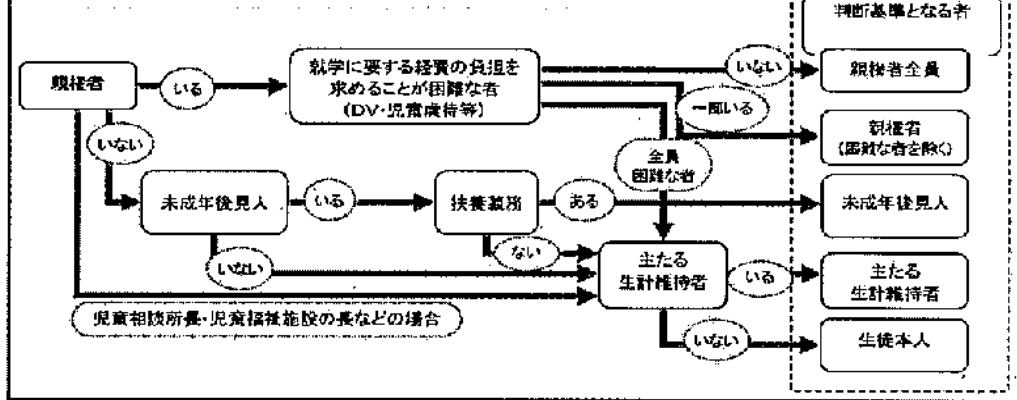 判断基準となる者
親権者
いる
就学に要する経費の負担を
求めることが困難な者
(DV・児童虐待等)
いない
親権者全員
一部いる
親権者
(困難な者を除く)
いない
全員
困難な者
未成年後見人
いる
扶養義務
ある
未成年後見人
いない
ない
主たる
生計維持者
いる
主たる
生計維持者
児童相談所長・児童福祉施設の長などの場合
いない
生徒本人